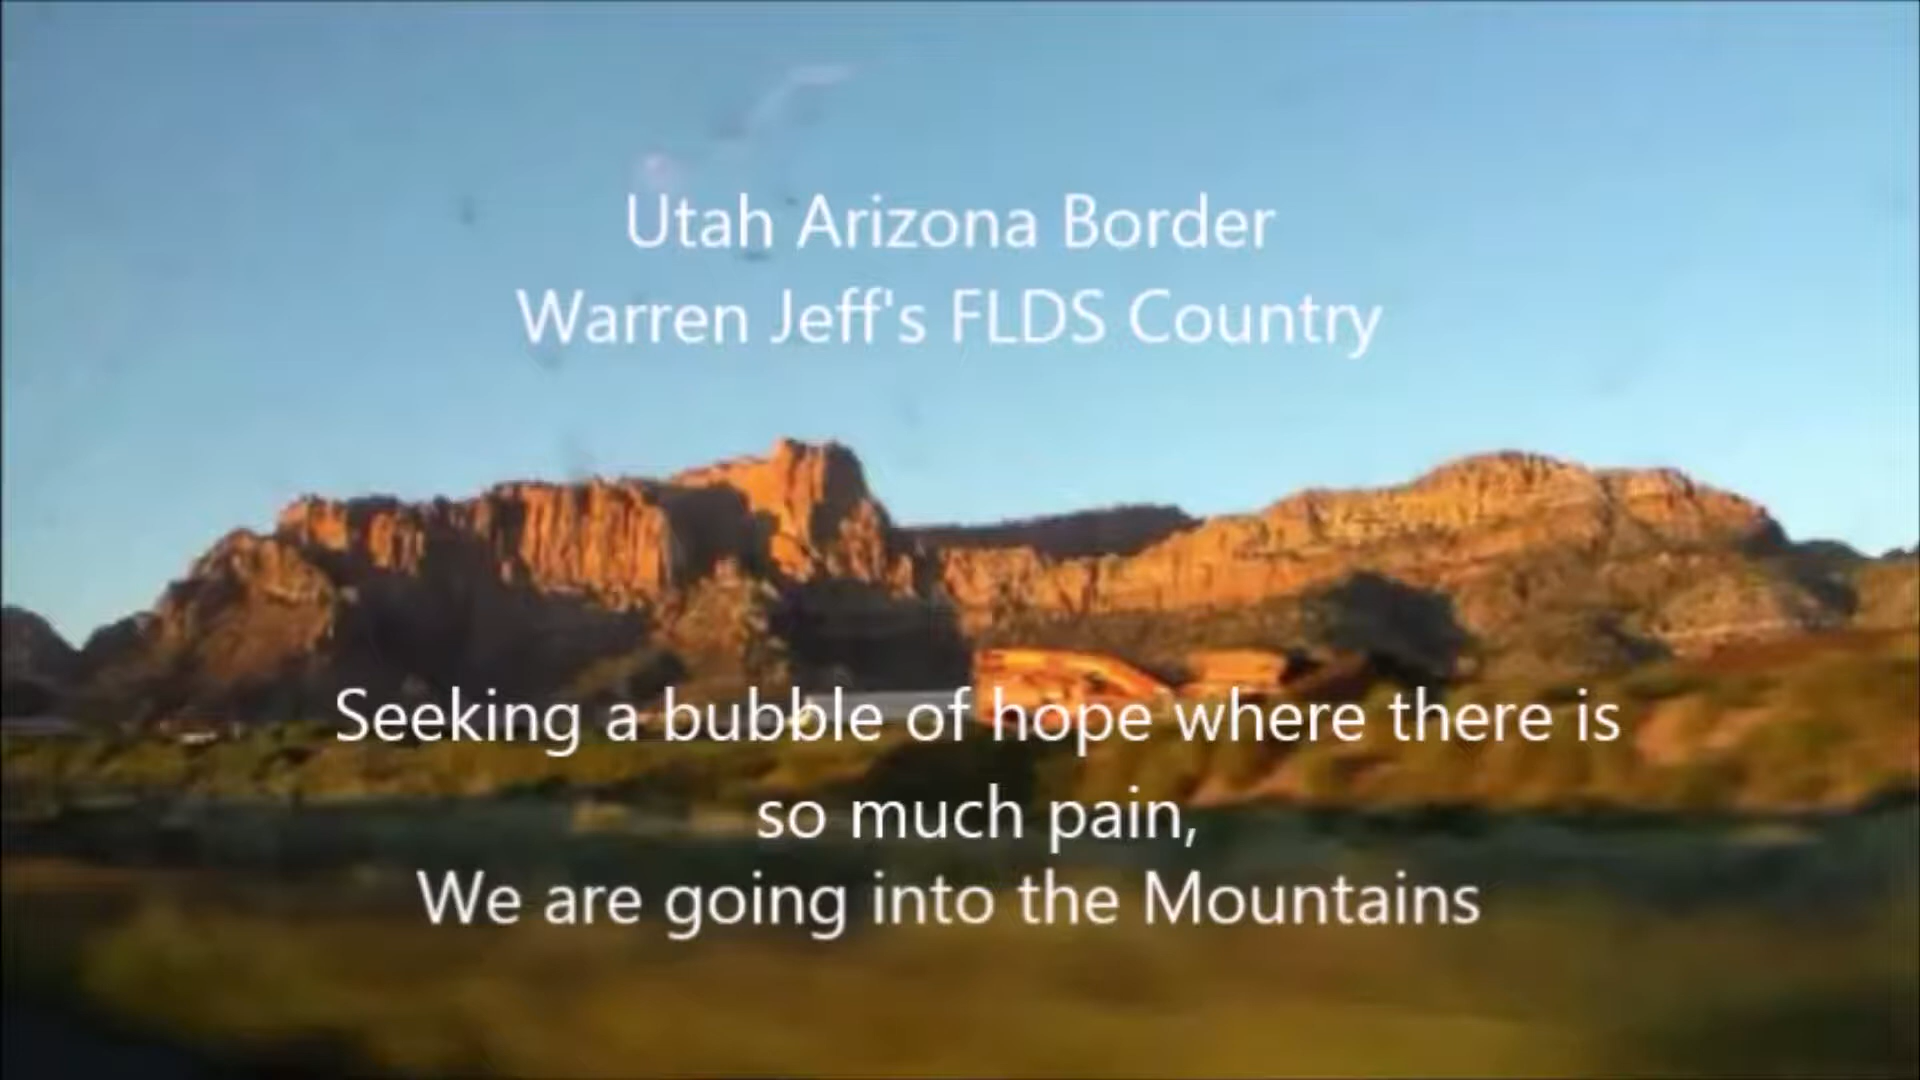 Utah Arizona Border
Warren Jeff's FLDS Country
Seeking a bubble of hope where there is
so much pain,
We are going into the Mountains